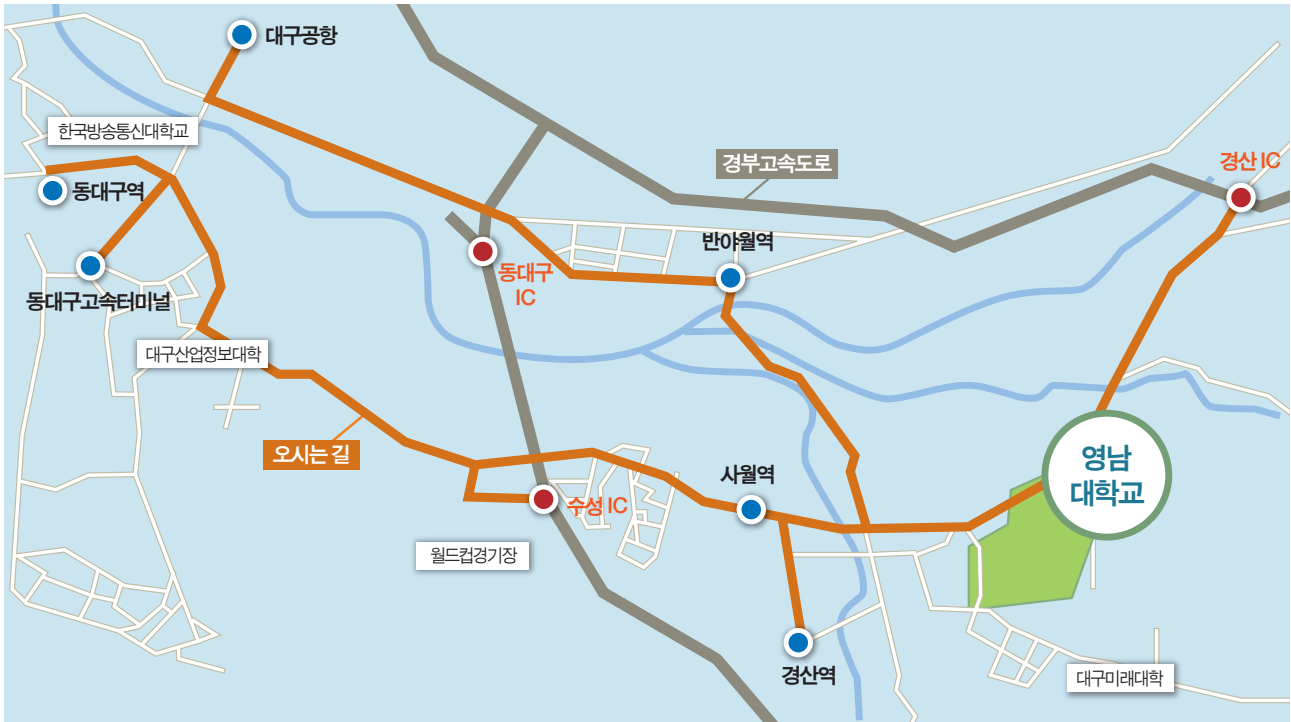 대구공항
한국방송통신대학교
경부고속도로
경산 IC
동대구역
반야월역
동대구
IC
동대구고속터미널
대구산업정보대학
오시는 길
영남
대학교
사월역
수성 IC
월드컵경기장
경산역
대구미래대학